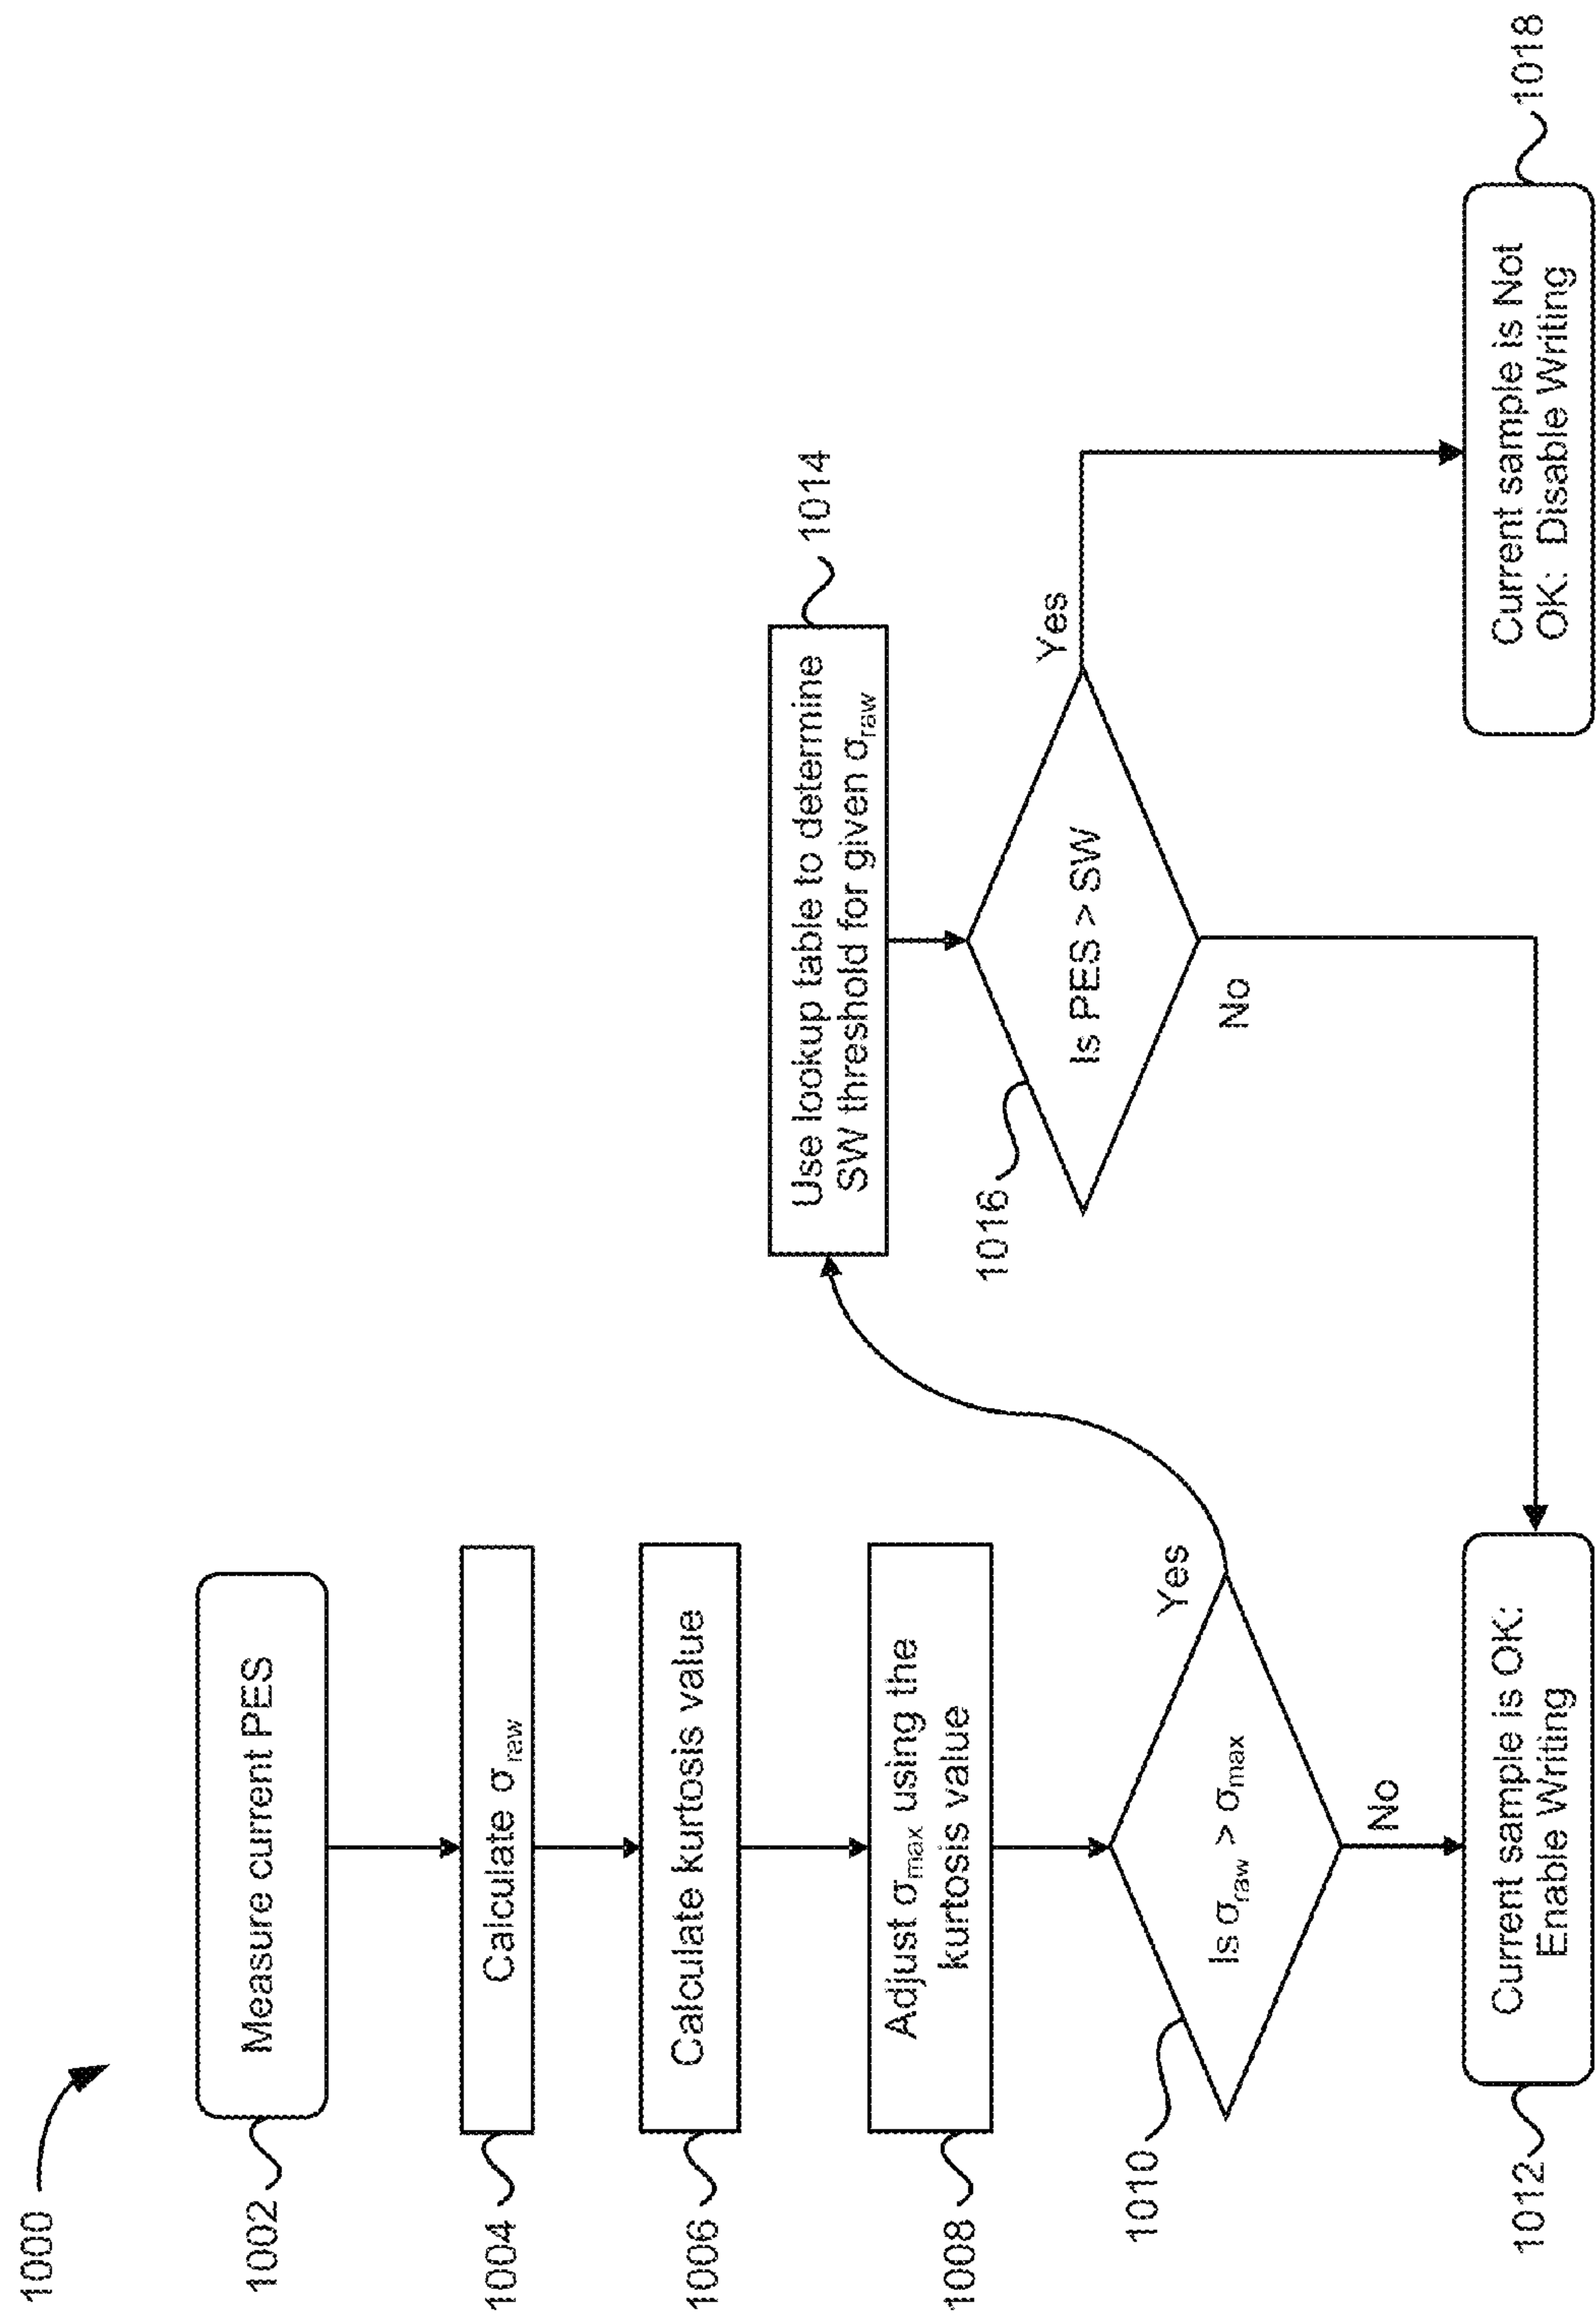 1000
1002
Measure current PES
1004
Calculate σraw
1006
Calculate kurtosis value
1008
Adjust σmax using the
kurtosis value
1010
Is σraw > σmax
Yes
No
1012
Current sample is OK:
Enable Writing
Use lookup table to determine
SW threshold for given σraw
1014
1016
Is PES > SW
Yes
No
Current sample is Not
OK: Disable Writing
1018